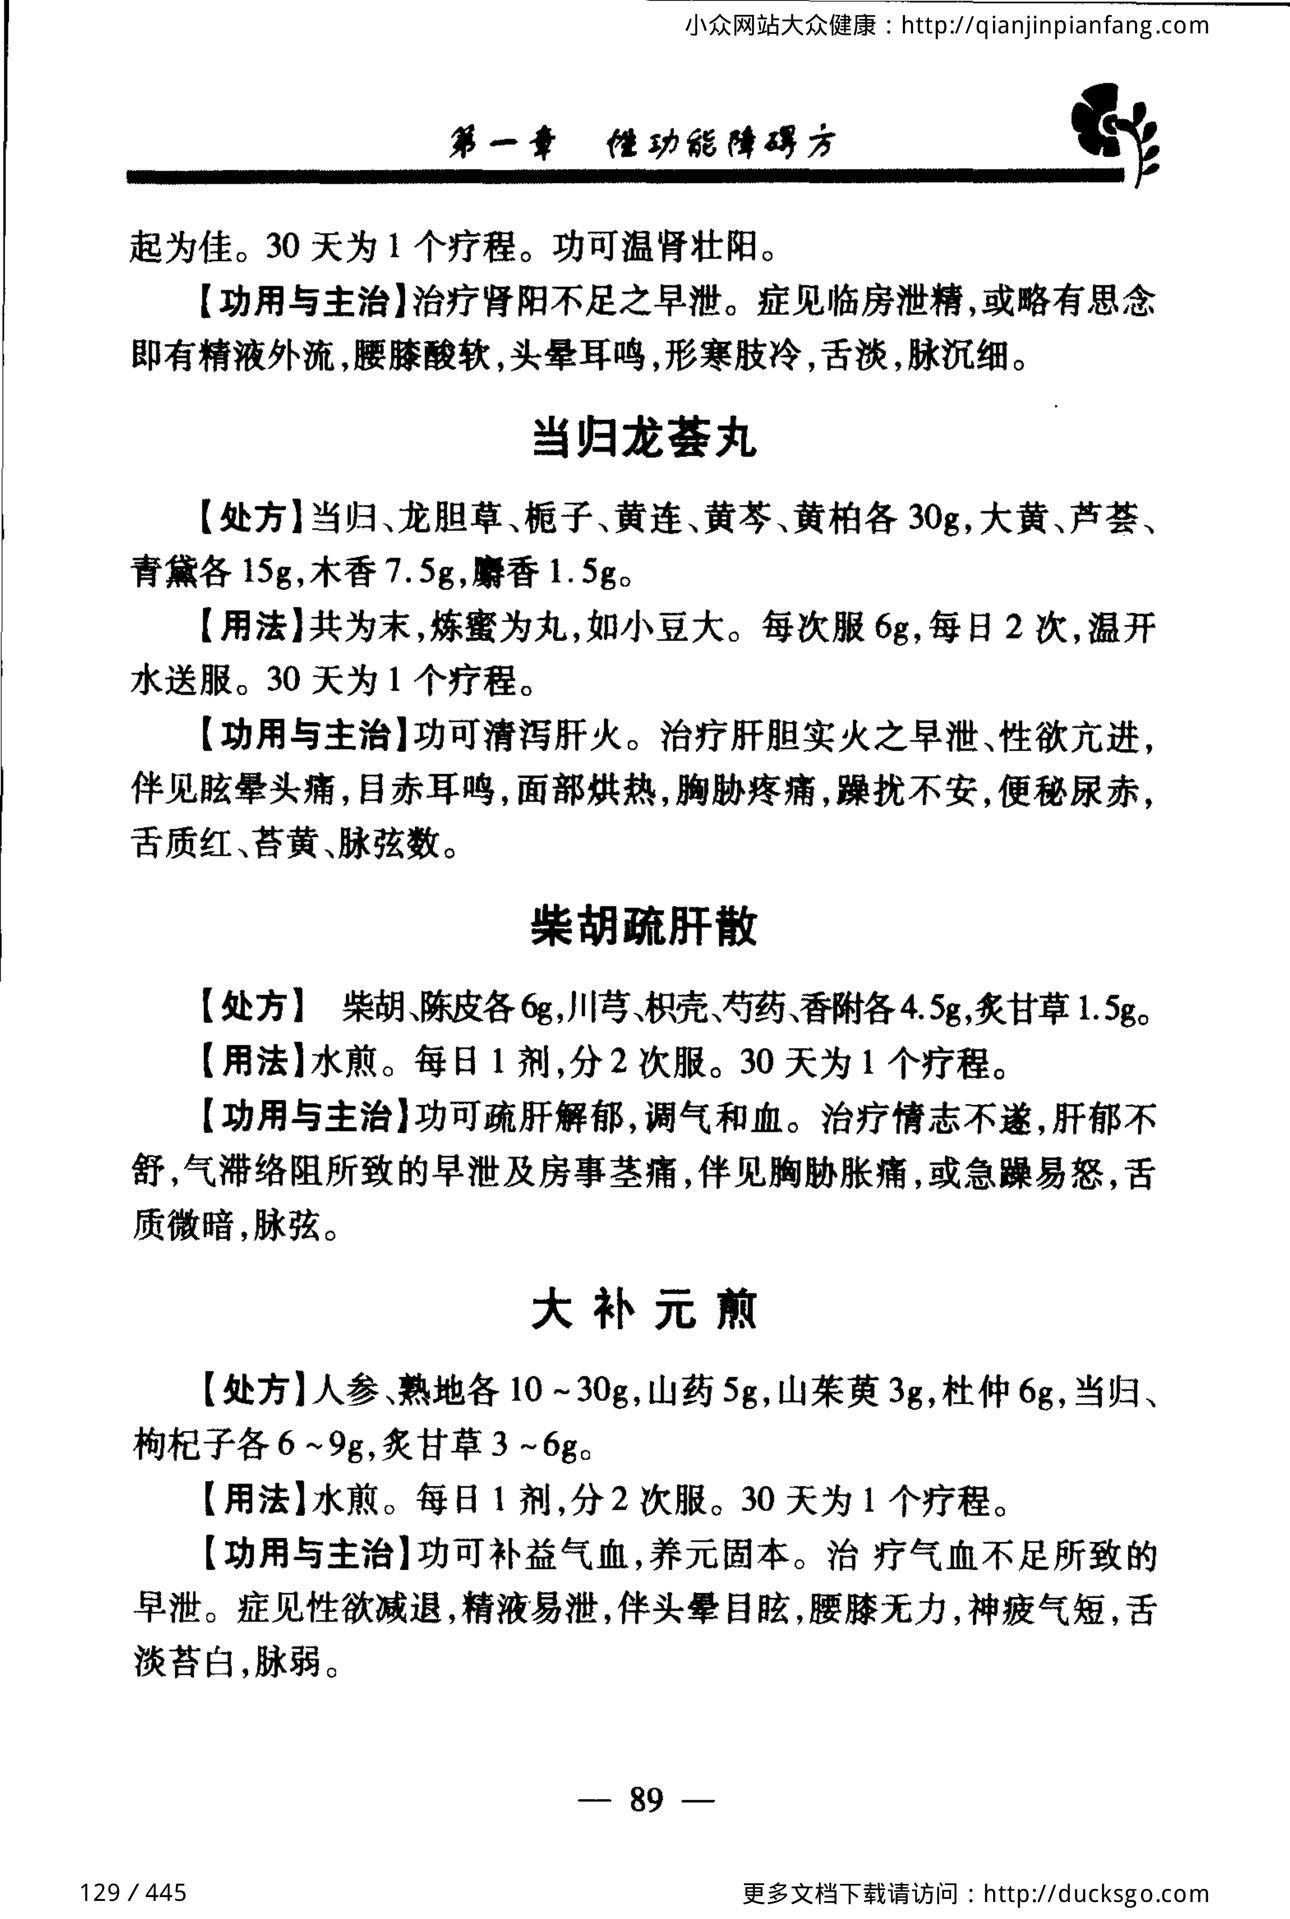 小众网站大众健康：http://qianjinpianfang.com
第一章 性功能障碍方
起为佳。30 天为 1 个疗程。功可温肾壮阳。
【功用与主治】治疗肾阳不足之早泄。症见临房泄精,或略有思念
即有精液外流,腰膝酸软,头晕耳鸣,形寒肢冷,舌淡,脉沉细。
当归龙荟丸
【处方】当归、龙胆草、栀子、黄连、黄芩、黄柏各 30g,大黄、芦荟、
青黛各 15g,木香 7.5g,麝香 1.5g。
【用法】共为末,炼蜜为丸,如小豆大。每次服 6g,每日 2 次,温开
水送服。30 天为 1 个疗程。
【功用与主治】功可清泻肝火。治疗肝胆实火之早泄、性欲亢进,
伴见眩晕头痛,目赤耳鸣,面部烘热,胸胁疼痛,躁扰不安,便秘尿赤,
舌质红、苔黄、脉弦数。
柴胡疏肝散
【处方】 柴胡、陈皮各 6g,川芎、枳壳、芍药、香附各 4.5g,炙甘草 1.5g。
【用法】水煎。每日 1 剂,分 2 次服。30 天为 1 个疗程。
【功用与主治】功可疏肝解郁,调气和血。治疗情志不遂,肝郁不
舒,气滞络阻所致的早泄及房事茎痛,伴见胸胁胀痛,或急躁易怒,舌
质微暗,脉弦。
大补元煎
【处方】人参、熟地各 10 ~ 30g,山药 5g,山茱萸 3g,杜仲 6g,当归、
枸杞子各 6 ~ 9g,炙甘草 3 ~ 6g。
【用法】水煎。每日 1 剂,分 2 次服。30 天为 1 个疗程。
【功用与主治】功可补益气血,养元固本。治 疗气血不足所致的
早泄。症见性欲减退,精液易泄,伴头晕目眩,腰膝无力,神疲气短,舌
淡苔白,脉弱。
— 89 —
129 / 445
更多文档下载请访问：http://ducksgo.com